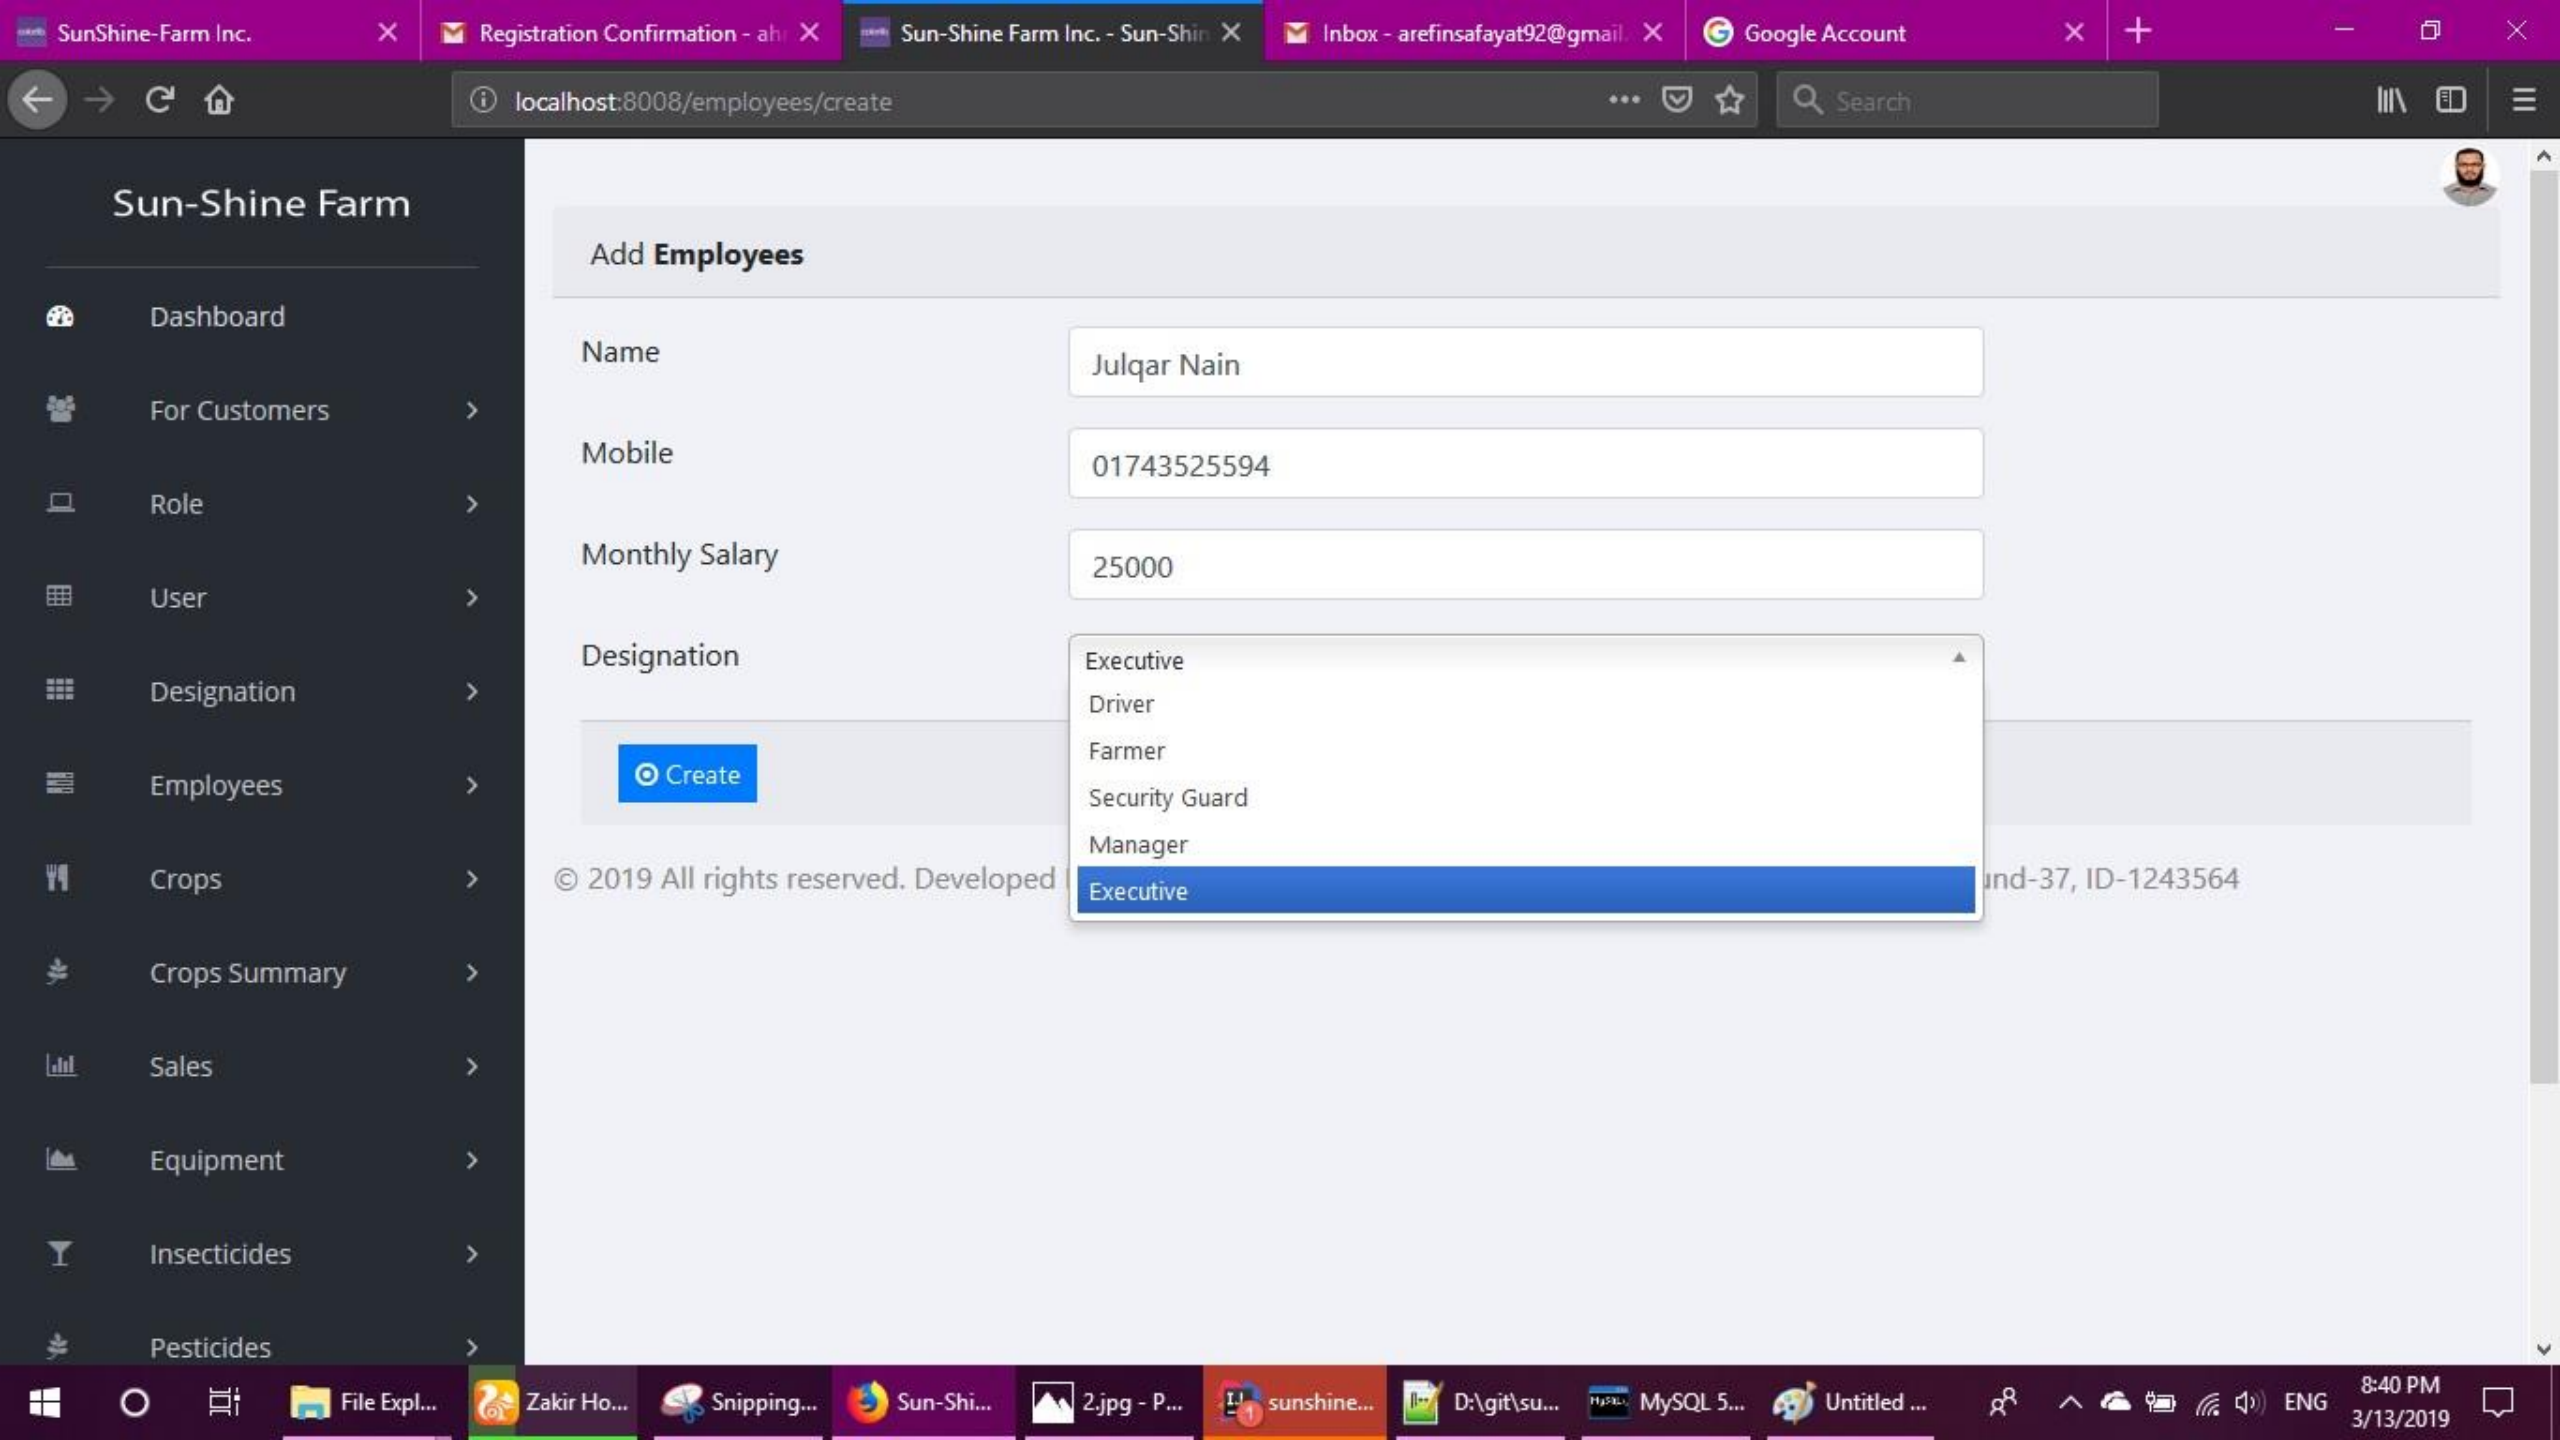 SunShine-Farm Inc.
Registration Confirmation - ah
Sun-Shine Farm Inc. - Sun-Shin
Inbox - arefinsafayat92@gmail.
Google Account
localhost:8008/employees/create
Search
Sun-Shine Farm
Dashboard
For Customers
Role
User
Designation
Employees
Crops
Crops Summary
Sales
Equipment
Insecticides
Pesticides
Add Employees
Name
Julqar Nain
Mobile
01743525594
Monthly Salary
25000
Designation
Executive
Driver
Farmer
Security Guard
Manager
Executive
Create
© 2019 All rights reserved. Developed
und-37, ID-1243564
File Expl...
Zakir Ho...
Snipping...
Sun-Shi...
2.jpg - P...
sunshine...
D:\git\su...
MySQL 5...
Untitled ...
ENG
8:40 PM
3/13/2019